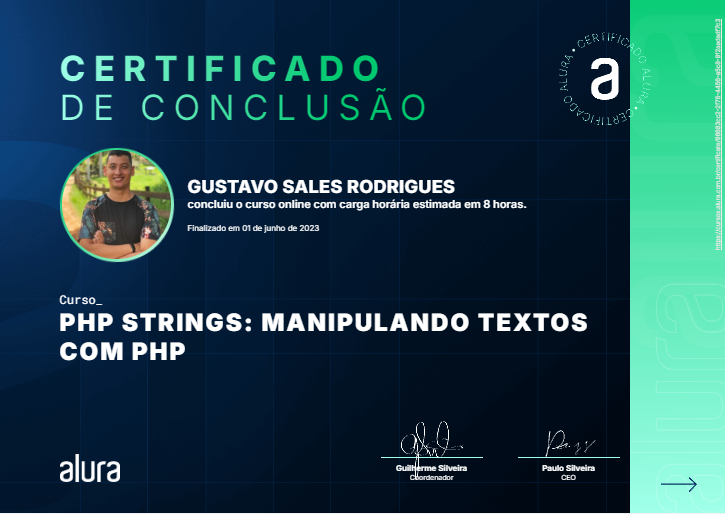 CERTIFICADO
DE CONCLUSÃO
CERTIFICADO ALURA • CERTIFICADO ALURA •
a
GUSTAVO SALES RODRIGUES
concluiu o curso online com carga horária estimada em 8 horas.
Finalizado em 01 de junho de 2023
Curso_
PHP STRINGS: MANIPULANDO TEXTOS
COM PHP
alura
Guilherme Silveira
Coordenador
Paulo Silveira
CEO
alura